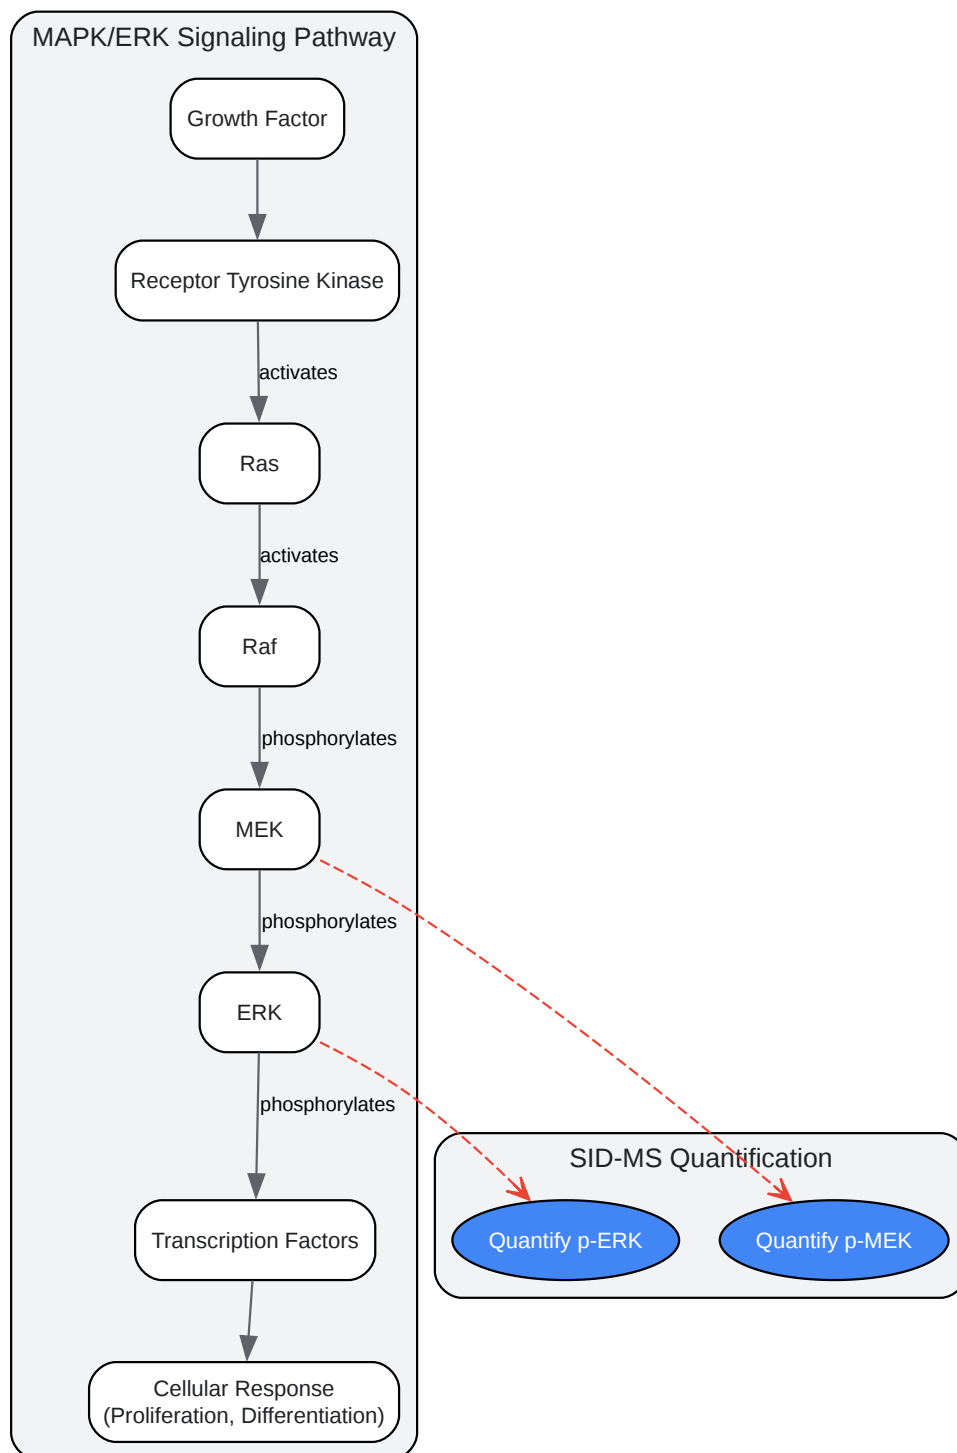 MAPK/ERK Signaling Pathway
Growth Factor
Receptor Tyrosine Kinase
activates
Ras
activates
Raf
phosphorylates
MEK
phosphorylates
ERK
phosphorylates
SID-MS Quantification
Transcription Factors
Quantify p-ERK
Quantify p-MEK
Cellular Response
(Proliferation, Differentiation)